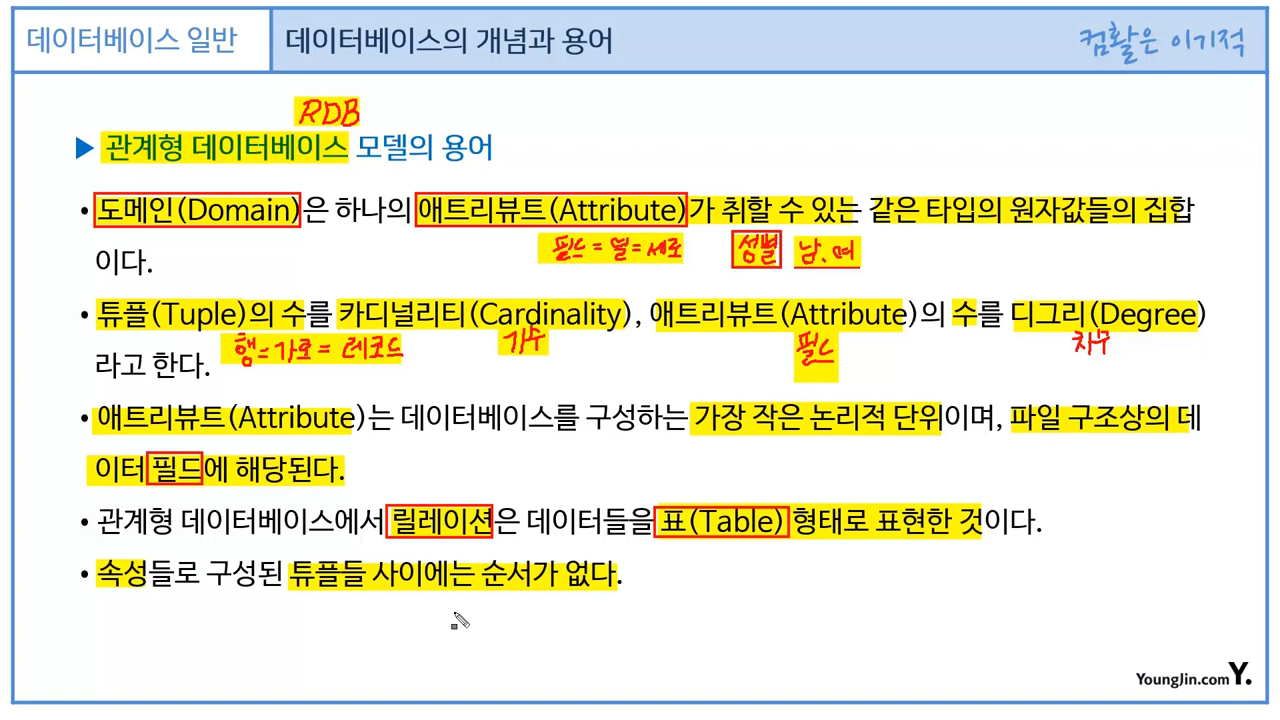 데이터베이스 일반
데이터베이스의 개념과 용어
컴활은 이기적
RDB
▶ 관계형 데이터베이스 모델의 용어
• 도메인(Domain)은 하나의 애트리뷰트(Attribute)가 취할 수 있는 같은 타입의 원자값들의 집합
필드=열=세로 성별 남.여
이다.
• 튜플(Tuple)의 수를 카디널리티(Cardinality), 애트리뷰트(Attribute)의 수를 디그리(Degree)
행=가로=레코드 기수 필드 차수
라고 한다.
• 애트리뷰트(Attribute)는 데이터베이스를 구성하는 가장 작은 논리적 단위이며, 파일 구조상의 데
이터 필드에 해당된다.
• 관계형 데이터베이스에서 릴레이션은 데이터들을 표(Table) 형태로 표현한 것이다.
• 속성들로 구성된 튜플들 사이에는 순서가 없다.
YoungJin.com Y.